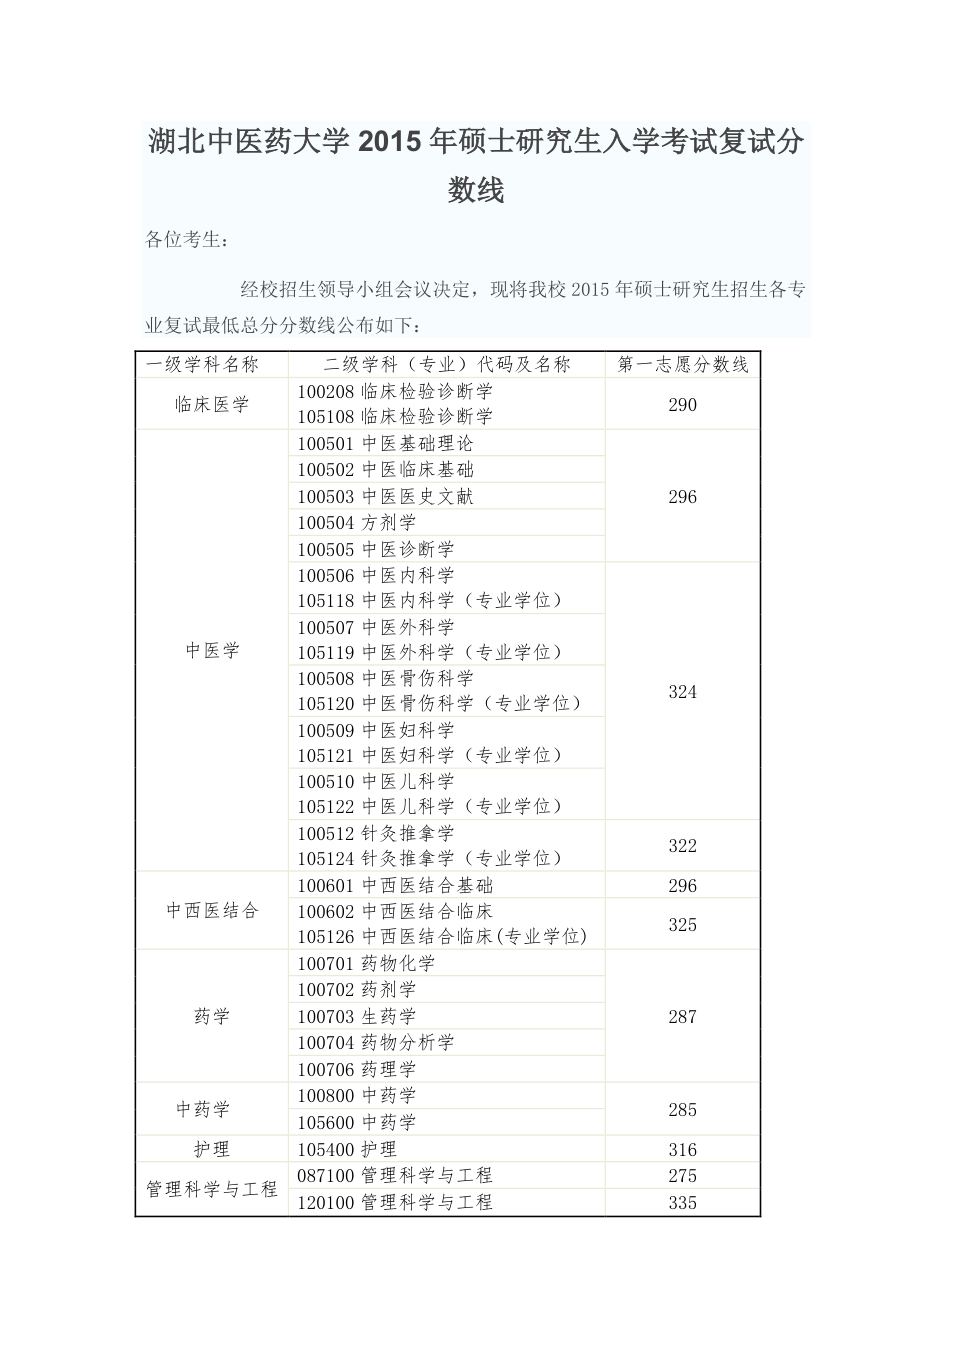 湖北中医药大学 2015 年硕士研究生入学考试复试分
数线
各位考生：
经校招生领导小组会议决定，现将我校 2015 年硕士研究生招生各专
业复试最低总分分数线公布如下：
一级学科名称 二级学科（专业）代码及名称 第一志愿分数线
临床医学
100208 临床检验诊断学
105108 临床检验诊断学
290
中医学
100501 中医基础理论
100502 中医临床基础
100503 中医医史文献
100504 方剂学
100505 中医诊断学
296
100506 中医内科学
105118 中医内科学（专业学位）
100507 中医外科学
105119 中医外科学（专业学位）
100508 中医骨伤科学
105120 中医骨伤科学（专业学位）
100509 中医妇科学
105121 中医妇科学（专业学位）
100510 中医儿科学
105122 中医儿科学（专业学位）
324
100512 针灸推拿学
105124 针灸推拿学（专业学位）
322
中西医结合
100601 中西医结合基础 296
100602 中西医结合临床
105126 中西医结合临床(专业学位)
325
药学
100701 药物化学
100702 药剂学
100703 生药学
100704 药物分析学
100706 药理学
287
中药学
100800 中药学
105600 中药学
285
护理 105400 护理 316
管理科学与工程
087100 管理科学与工程 275
120100 管理科学与工程 335